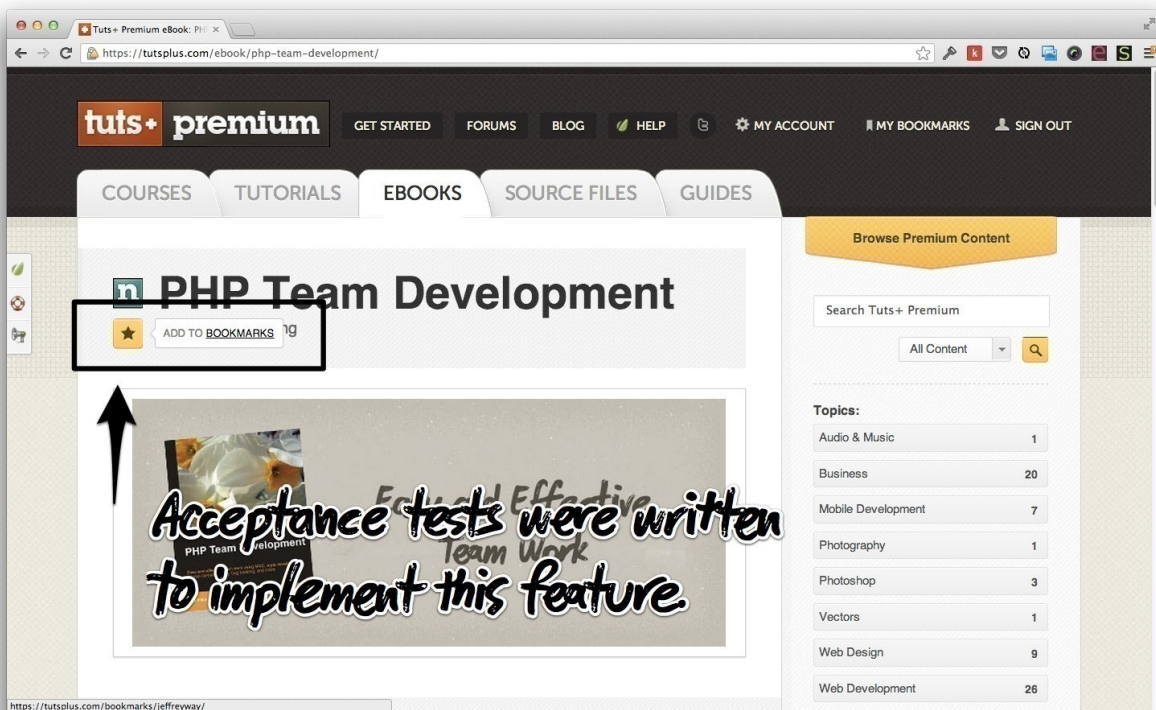 Tuts+ Premium eBook: PH
https://tutsplus.com/ebook/php-team-development/
tuts+ premium
GET STARTED
FORUMS
BLOG
HELP
MY ACCOUNT
MY BOOKMARKS
SIGN OUT
COURSES
TUTORIALS
EBOOKS
SOURCE FILES
GUIDES
n PHP Team Development
ADD TO BOOKMARKS ng
Effective
Team Work
PHP Team
Acceptance tests were written
to implement this feature.
Browse Premium Content
Search Tuts+ Premium
All Content
Topics:
Audio & Music 1
Business 20
Mobile Development 7
Photography 1
Photoshop 3
Vectors 1
Web Design 9
Web Development 26
https://tutsplus.com/bookmarks/jeffreyway/